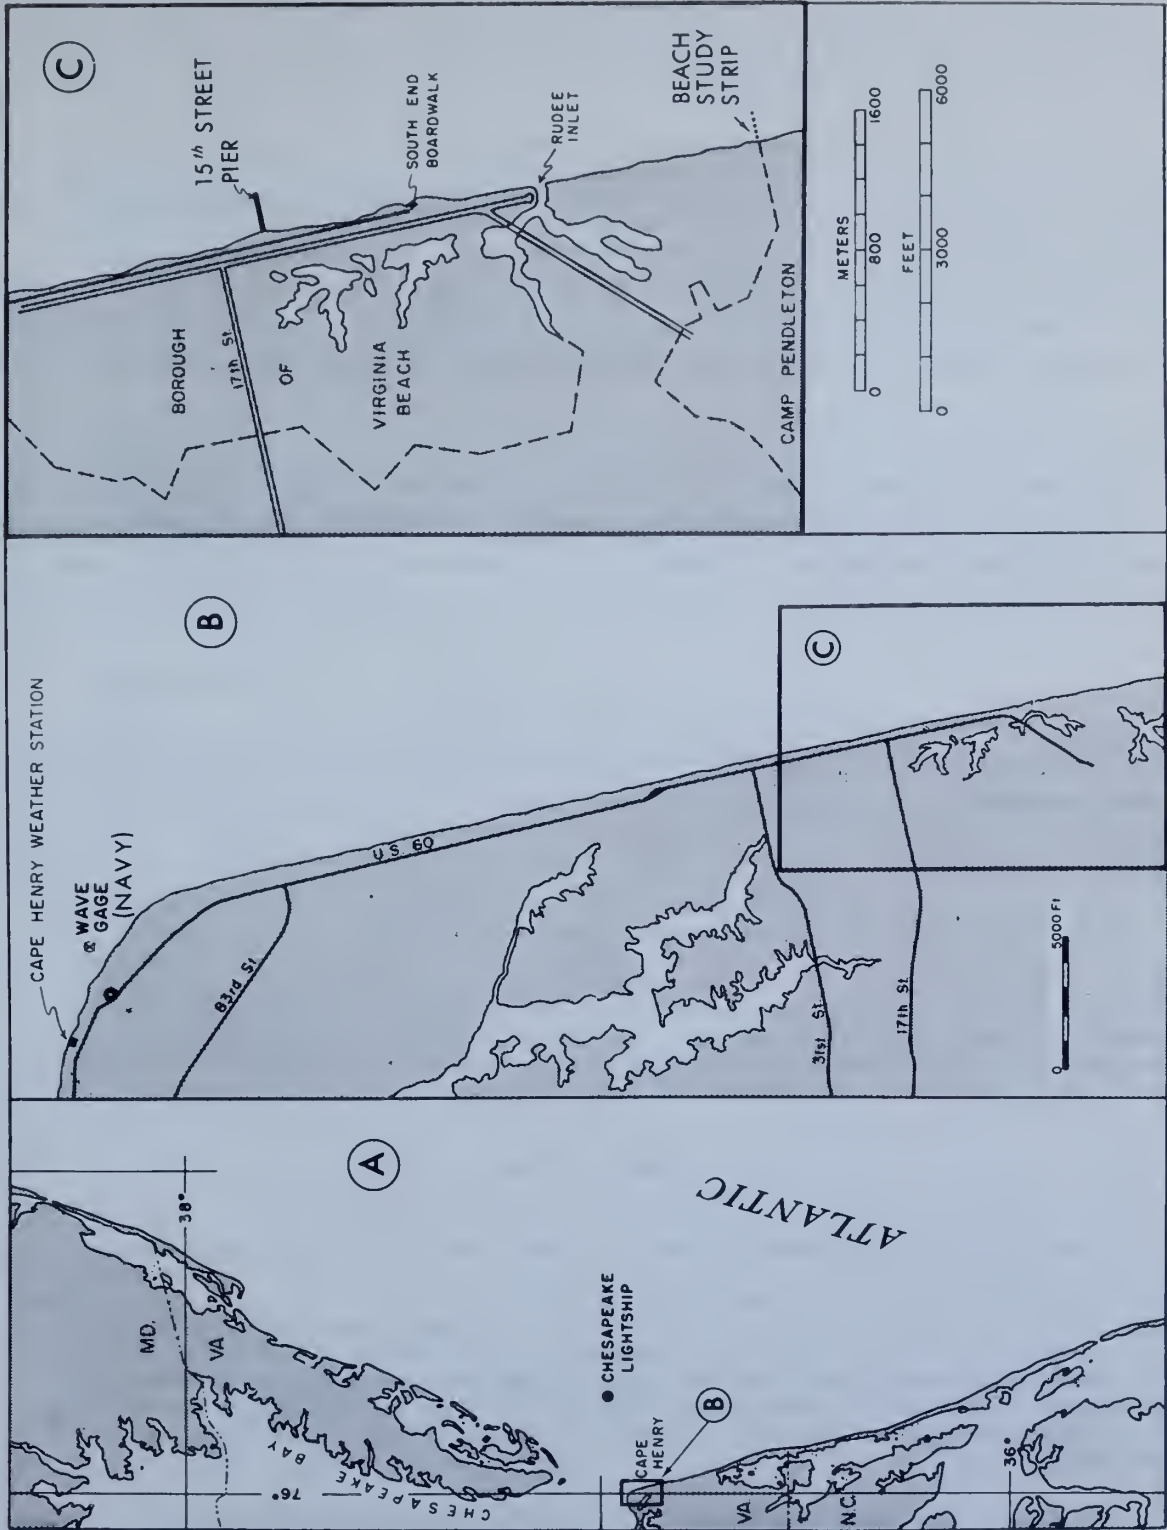 A
MD.
VA
38°
CHESAPEAKE
BAY
76°
CHESAPEAKE
LIGHTSHIP
CAPE
HENRY
B
VA.
N.C.
36°
ATLANTIC
B
CAPE HENRY WEATHER STATION
WAVE
GAGE
(NAVY)
83rd St.
U.S. 60
31st St.
17th St.
0 5000 Ft
C
C
15th STREET
PIER
SOUTH END
BOARDWALK
RUDEE
INLET
BEACH
STUDY
STRIP
BOROUGH
OF
VIRGINIA
BEACH
17th St.
CAMP PENDLETON
METERS
0 800 1600
FEET
0 3000 6000